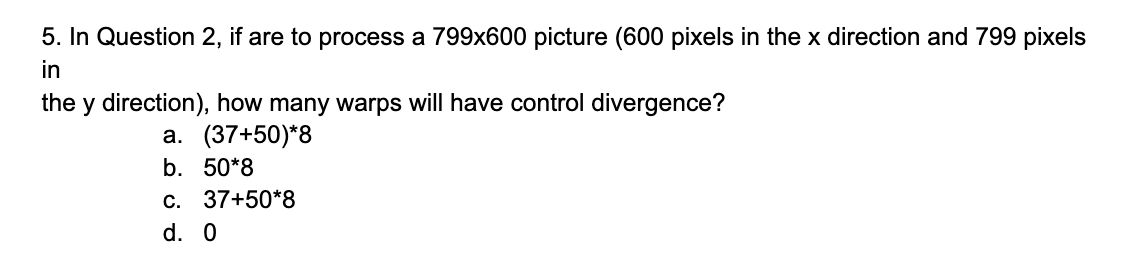 5. In Question 2, if are to process a 799x600 picture (600 pixels in the x direction and 799 pixels
in
the y direction), how many warps will have control divergence?
a. (37+50)*8
b. 50*8
c. 37+50*8
d. 0